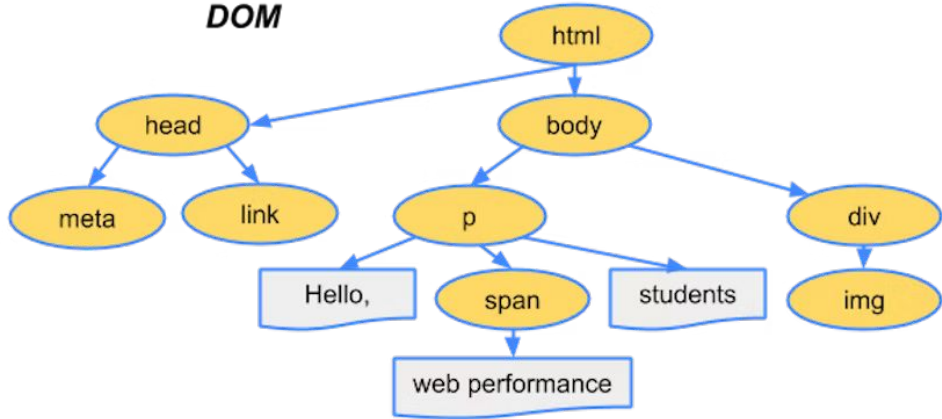 DOM
html
head
body
meta
link
p
div
Hello,
span
students
img
web performance